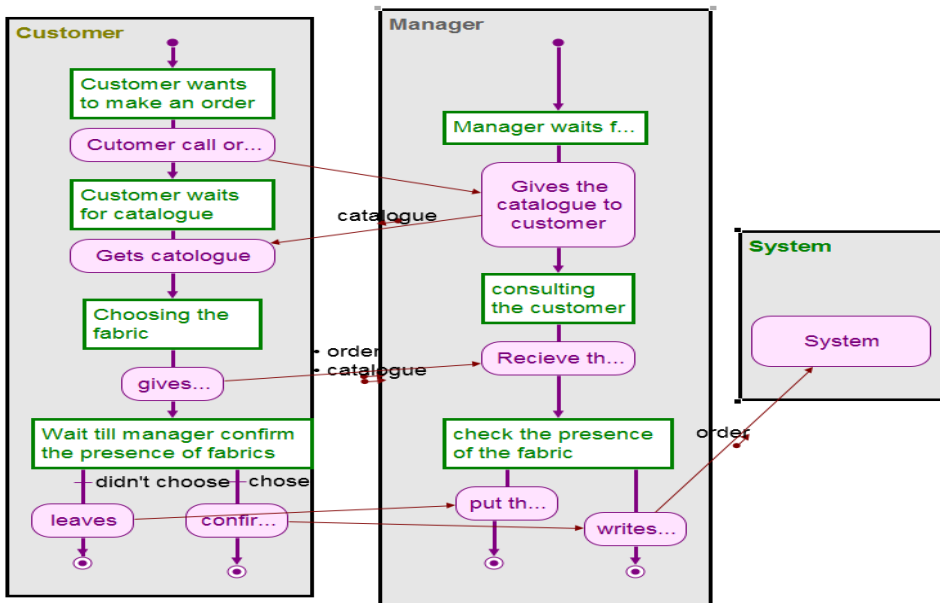 Customer
Customer wants
to make an order
Cutomer call or...
Customer waits
for catalogue
Gets catologue
Choosing the
fabric
gives...
Wait till manager confirm
the presence of fabrics
didn't choose
chose
leaves
confir...
Manager
Manager waits f...
Gives the
catalogue to
customer
catalogue
consulting
the customer
order
catalogue
Recieve th...
check the presence
of the fabric
put th...
writes...
order
System
System